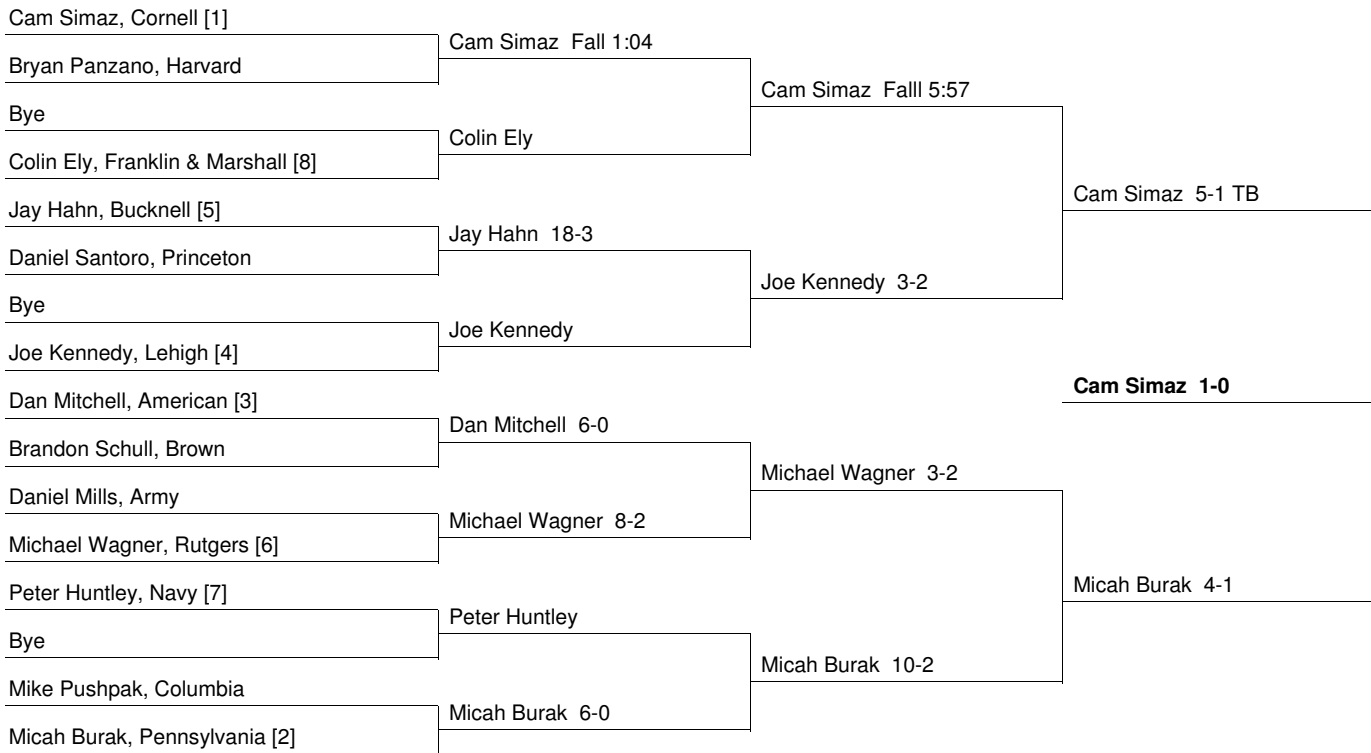 Cam Simaz, Cornell [1]
Bryan Panzano, Harvard
Bye
Colin Ely, Franklin & Marshall [8]
Jay Hahn, Bucknell [5]
Daniel Santoro, Princeton
Bye
Joe Kennedy, Lehigh [4]
Dan Mitchell, American [3]
Brandon Schull, Brown
Daniel Mills, Army
Michael Wagner, Rutgers [6]
Peter Huntley, Navy [7]
Bye
Mike Pushpak, Columbia
Micah Burak, Pennsylvania [2]
Cam Simaz Fall 1:04
Colin Ely
Jay Hahn 18-3
Joe Kennedy
Dan Mitchell 6-0
Michael Wagner 8-2
Peter Huntley
Micah Burak 6-0
Cam Simaz Falll 5:57
Joe Kennedy 3-2
Michael Wagner 3-2
Micah Burak 10-2
Cam Simaz 5-1 TB
Micah Burak 4-1
Cam Simaz 1-0